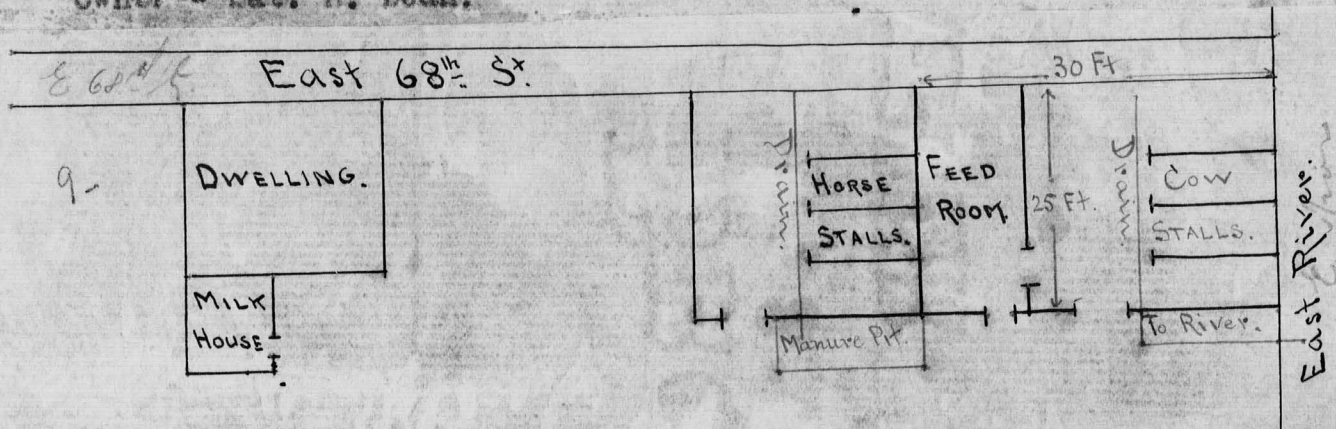 E 68th
East 68th St.
30 Ft
9-
DWELLING.
Drain.
HORSE
STALLS.
FEED
ROOM.
25 Ft.
Drain.
COW
STALLS.
East River.
MILK
HOUSE
Manure Pit.
To River.